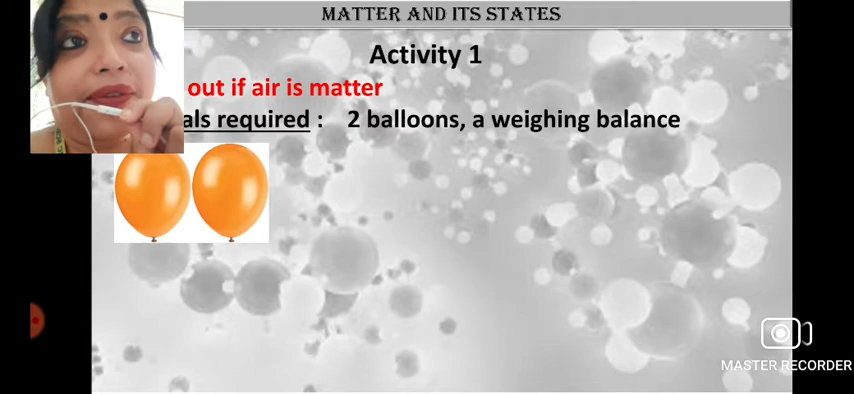 MATTER AND ITS STATES
Activity 1
out if air is matter
als required : 2 balloons, a weighing balance
MASTER RECORDER